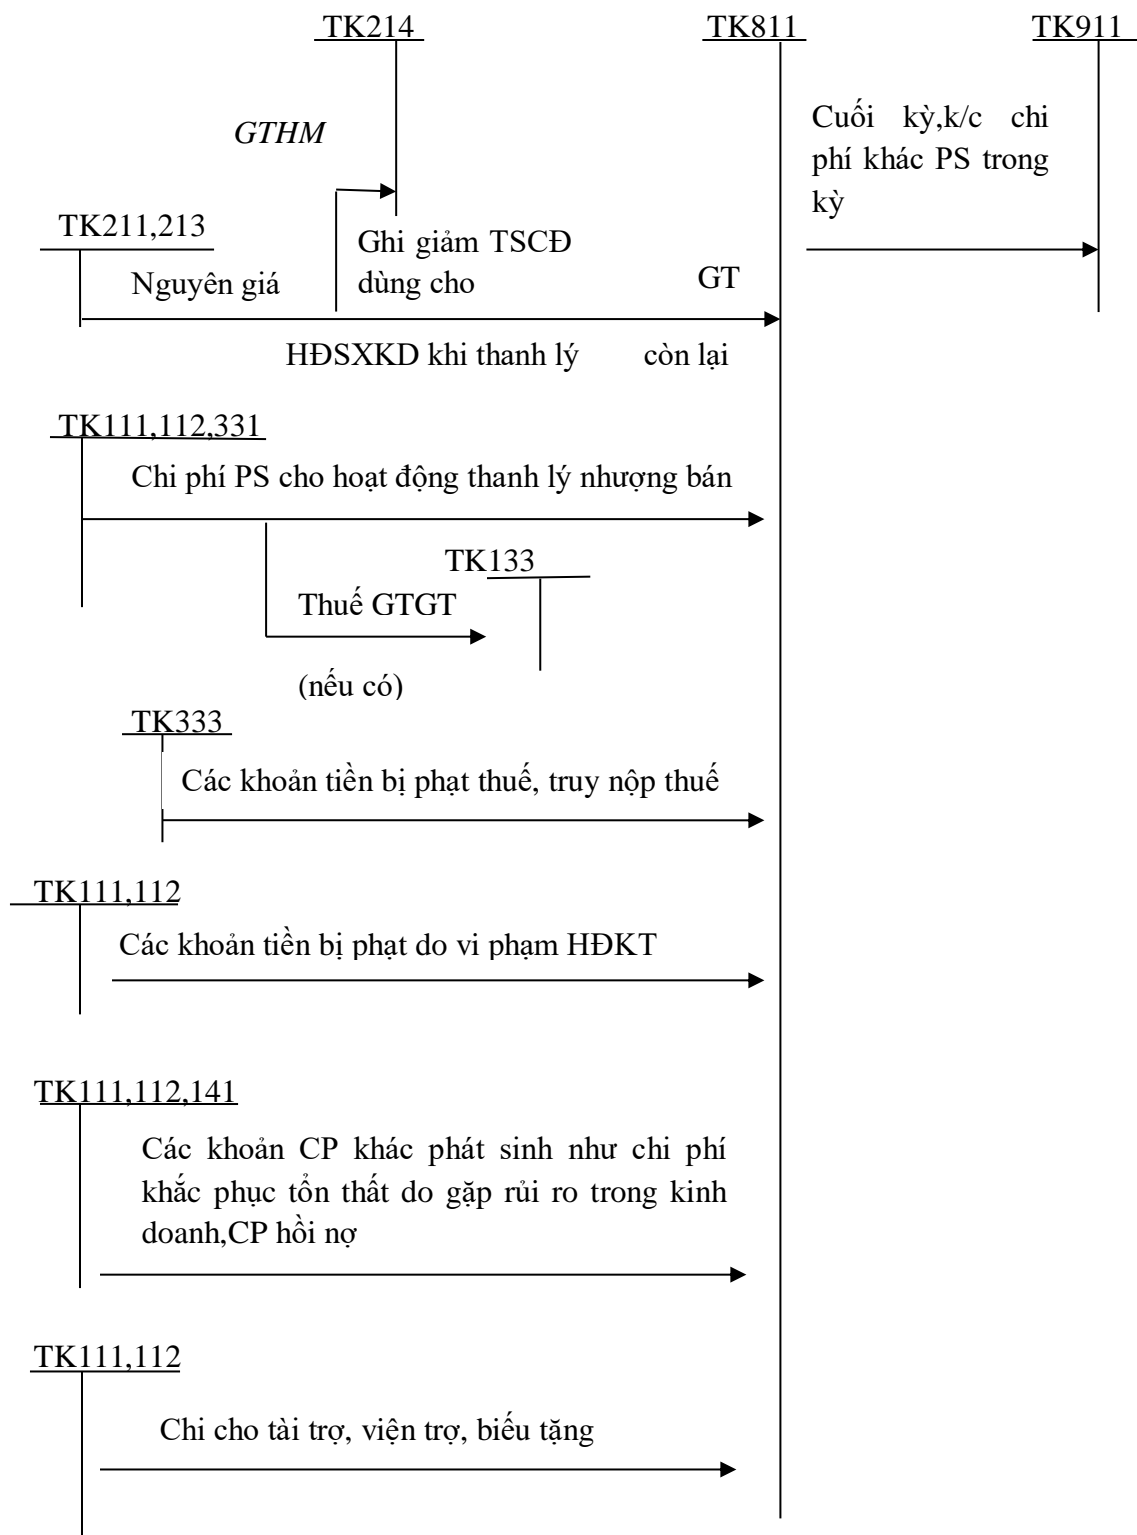 TK214
TK811
TK911
GTHM
Cuối kỳ,k/c chi
phí khác PS trong
kỳ
TK211,213
Ghi giảm TSCĐ
dùng cho
Nguyên giá
GT
HĐSXKD khi thanh lý còn lại
TK111,112,331
Chi phí PS cho hoạt động thanh lý nhượng bán
TK133
Thuế GTGT
(nếu có)
TK333
Các khoản tiền bị phạt thuế, truy nộp thuế
TK111,112
Các khoản tiền bị phạt do vi phạm HĐKT
TK111,112,141
Các khoản CP khác phát sinh như chi phí
khắc phục tổn thất do gặp rủi ro trong kinh
doanh,CP hồi nợ
TK111,112
Chi cho tài trợ, viện trợ, biếu tặng